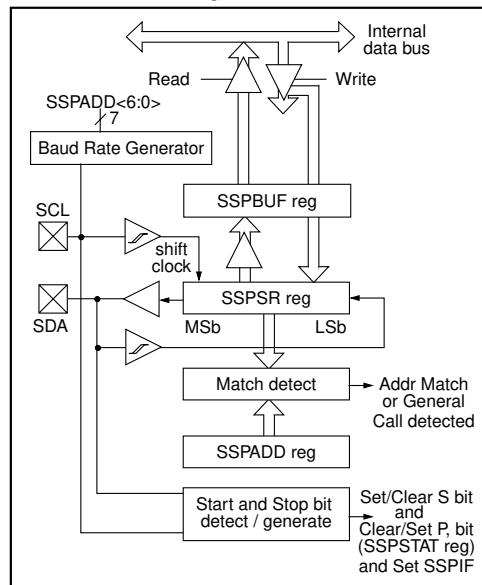 Internal
data bus
Read
Write
SSPADD<6:0>
7
Baud Rate Generator
SSPBUF reg
SCL
shift
clock
SSPSR reg
SDA
MSb
LSb
Match detect
Addr Match
or General
Call detected
SSPADD reg
Start and Stop bit
detect / generate
Set/Clear S bit
and
Clear/Set P, bit
(SSPSTAT reg)
and Set SSPIF